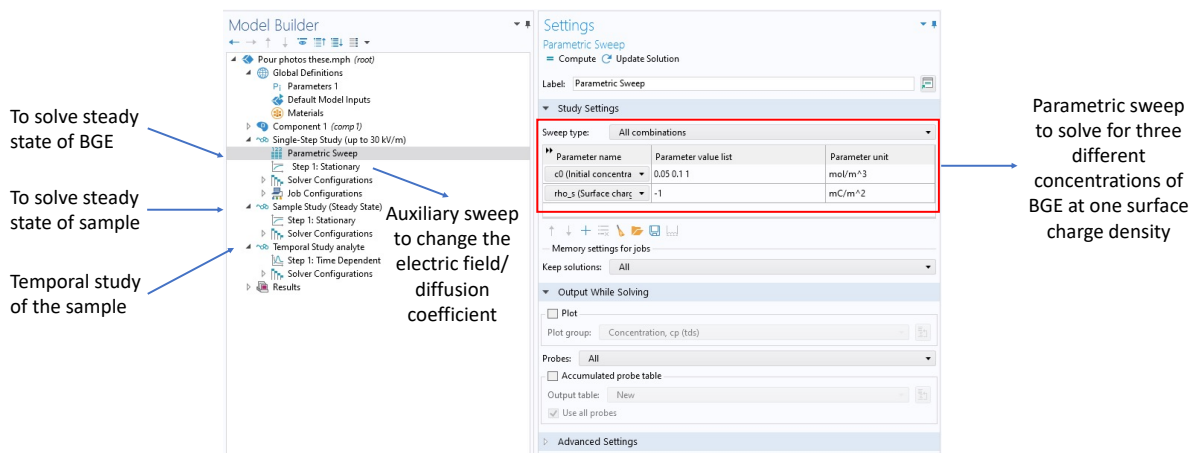 To solve steady
state of BGE
To solve steady
state of sample
Temporal study
of the sample
Model Builder
Pour photos these.mph (root)
Global Definitions
Pi Parameters 1
Default Model Inputs
Materials
Component 1 (comp1)
Single-Step Study (up to 30 kV/m)
Parametric Sweep
Step 1: Stationary
Solver Configurations
Job Configurations
Sample Study (Steady State)
Step 1: Stationary
Solver Configurations
Temporal Study analyte
Step 1: Time Dependent
Solver Configurations
Results
Auxiliary sweep
to change the
electric field/
diffusion
coefficient
Settings
Parametric Sweep
= Compute Update Solution
Label: Parametric Sweep
Study Settings
Sweep type: All combinations
Parameter name Parameter value list Parameter unit
c0 (Initial concentra 0.05 0.1 1 mol/m^3
rho_s (Surface charg -1 mC/m^2
Memory settings for jobs
Keep solutions: All
Output While Solving
Plot
Plot group: Concentration, cp (tds)
Probes: All
Accumulated probe table
Output table: New
Use all probes
Advanced Settings
Parametric sweep
to solve for three
different
concentrations of
BGE at one surface
charge density